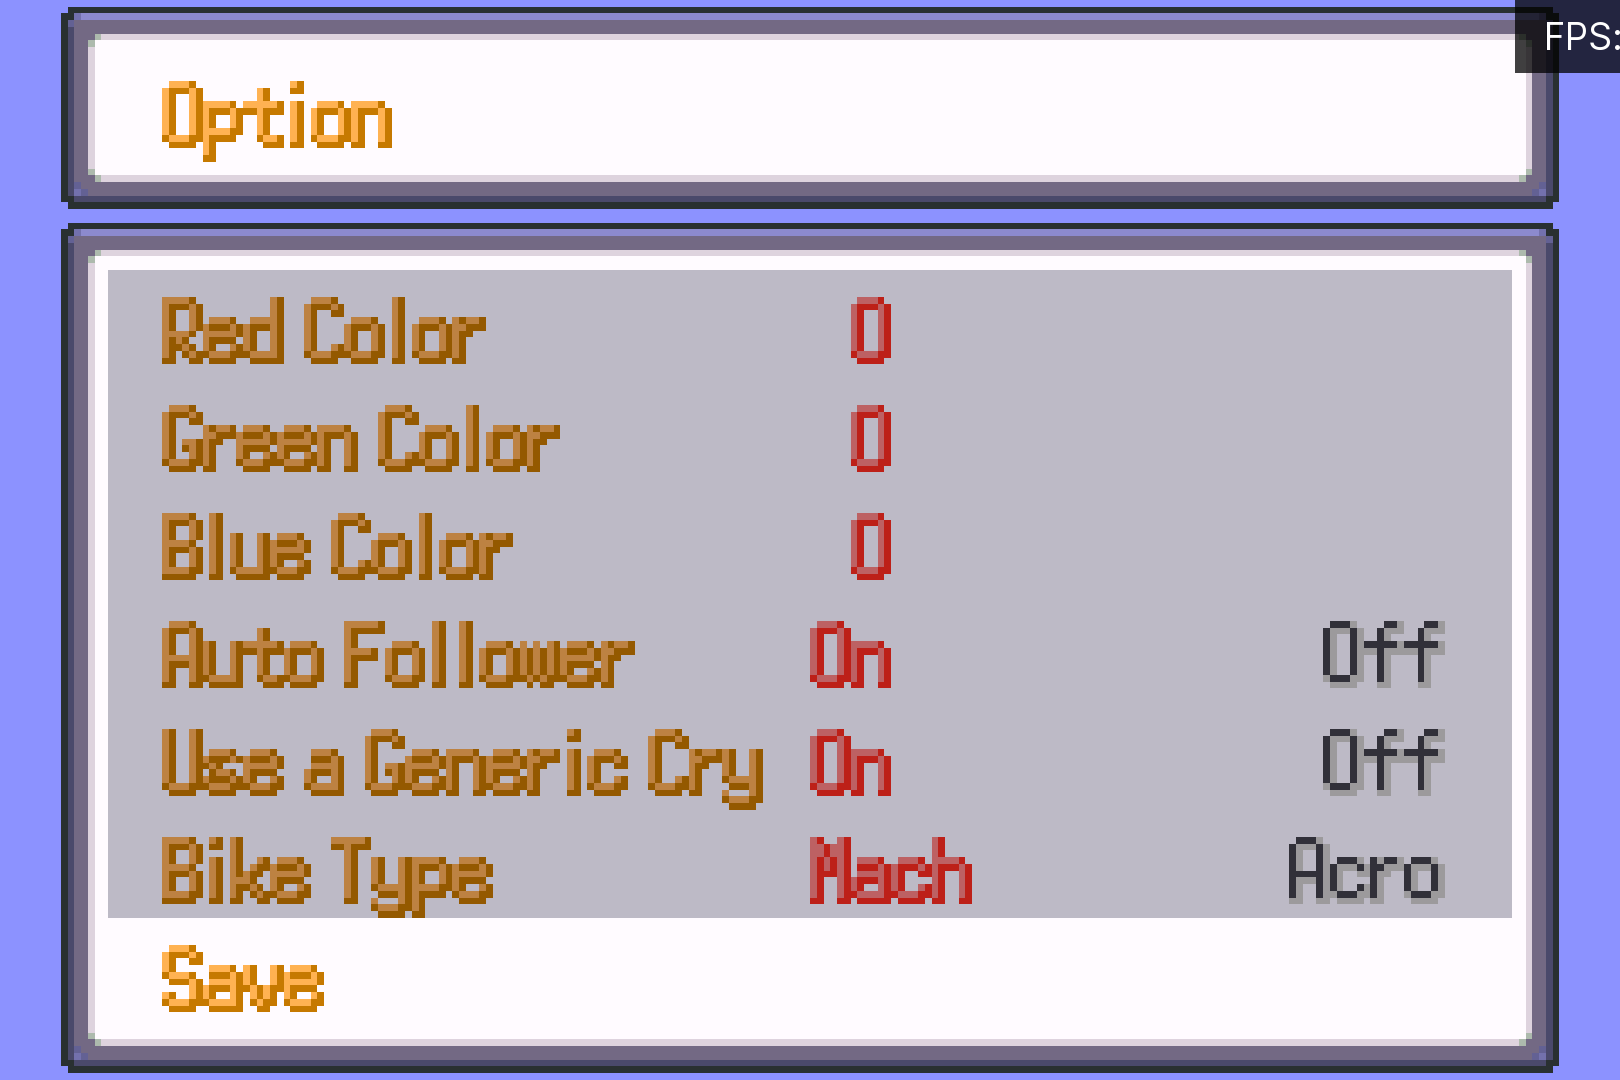 FPS:
Option
Red Color 0
Green Color 0
Blue Color 0
Auto Follower On Off
Use a Generic Cry On Off
Bike Type Mach Acro
Save